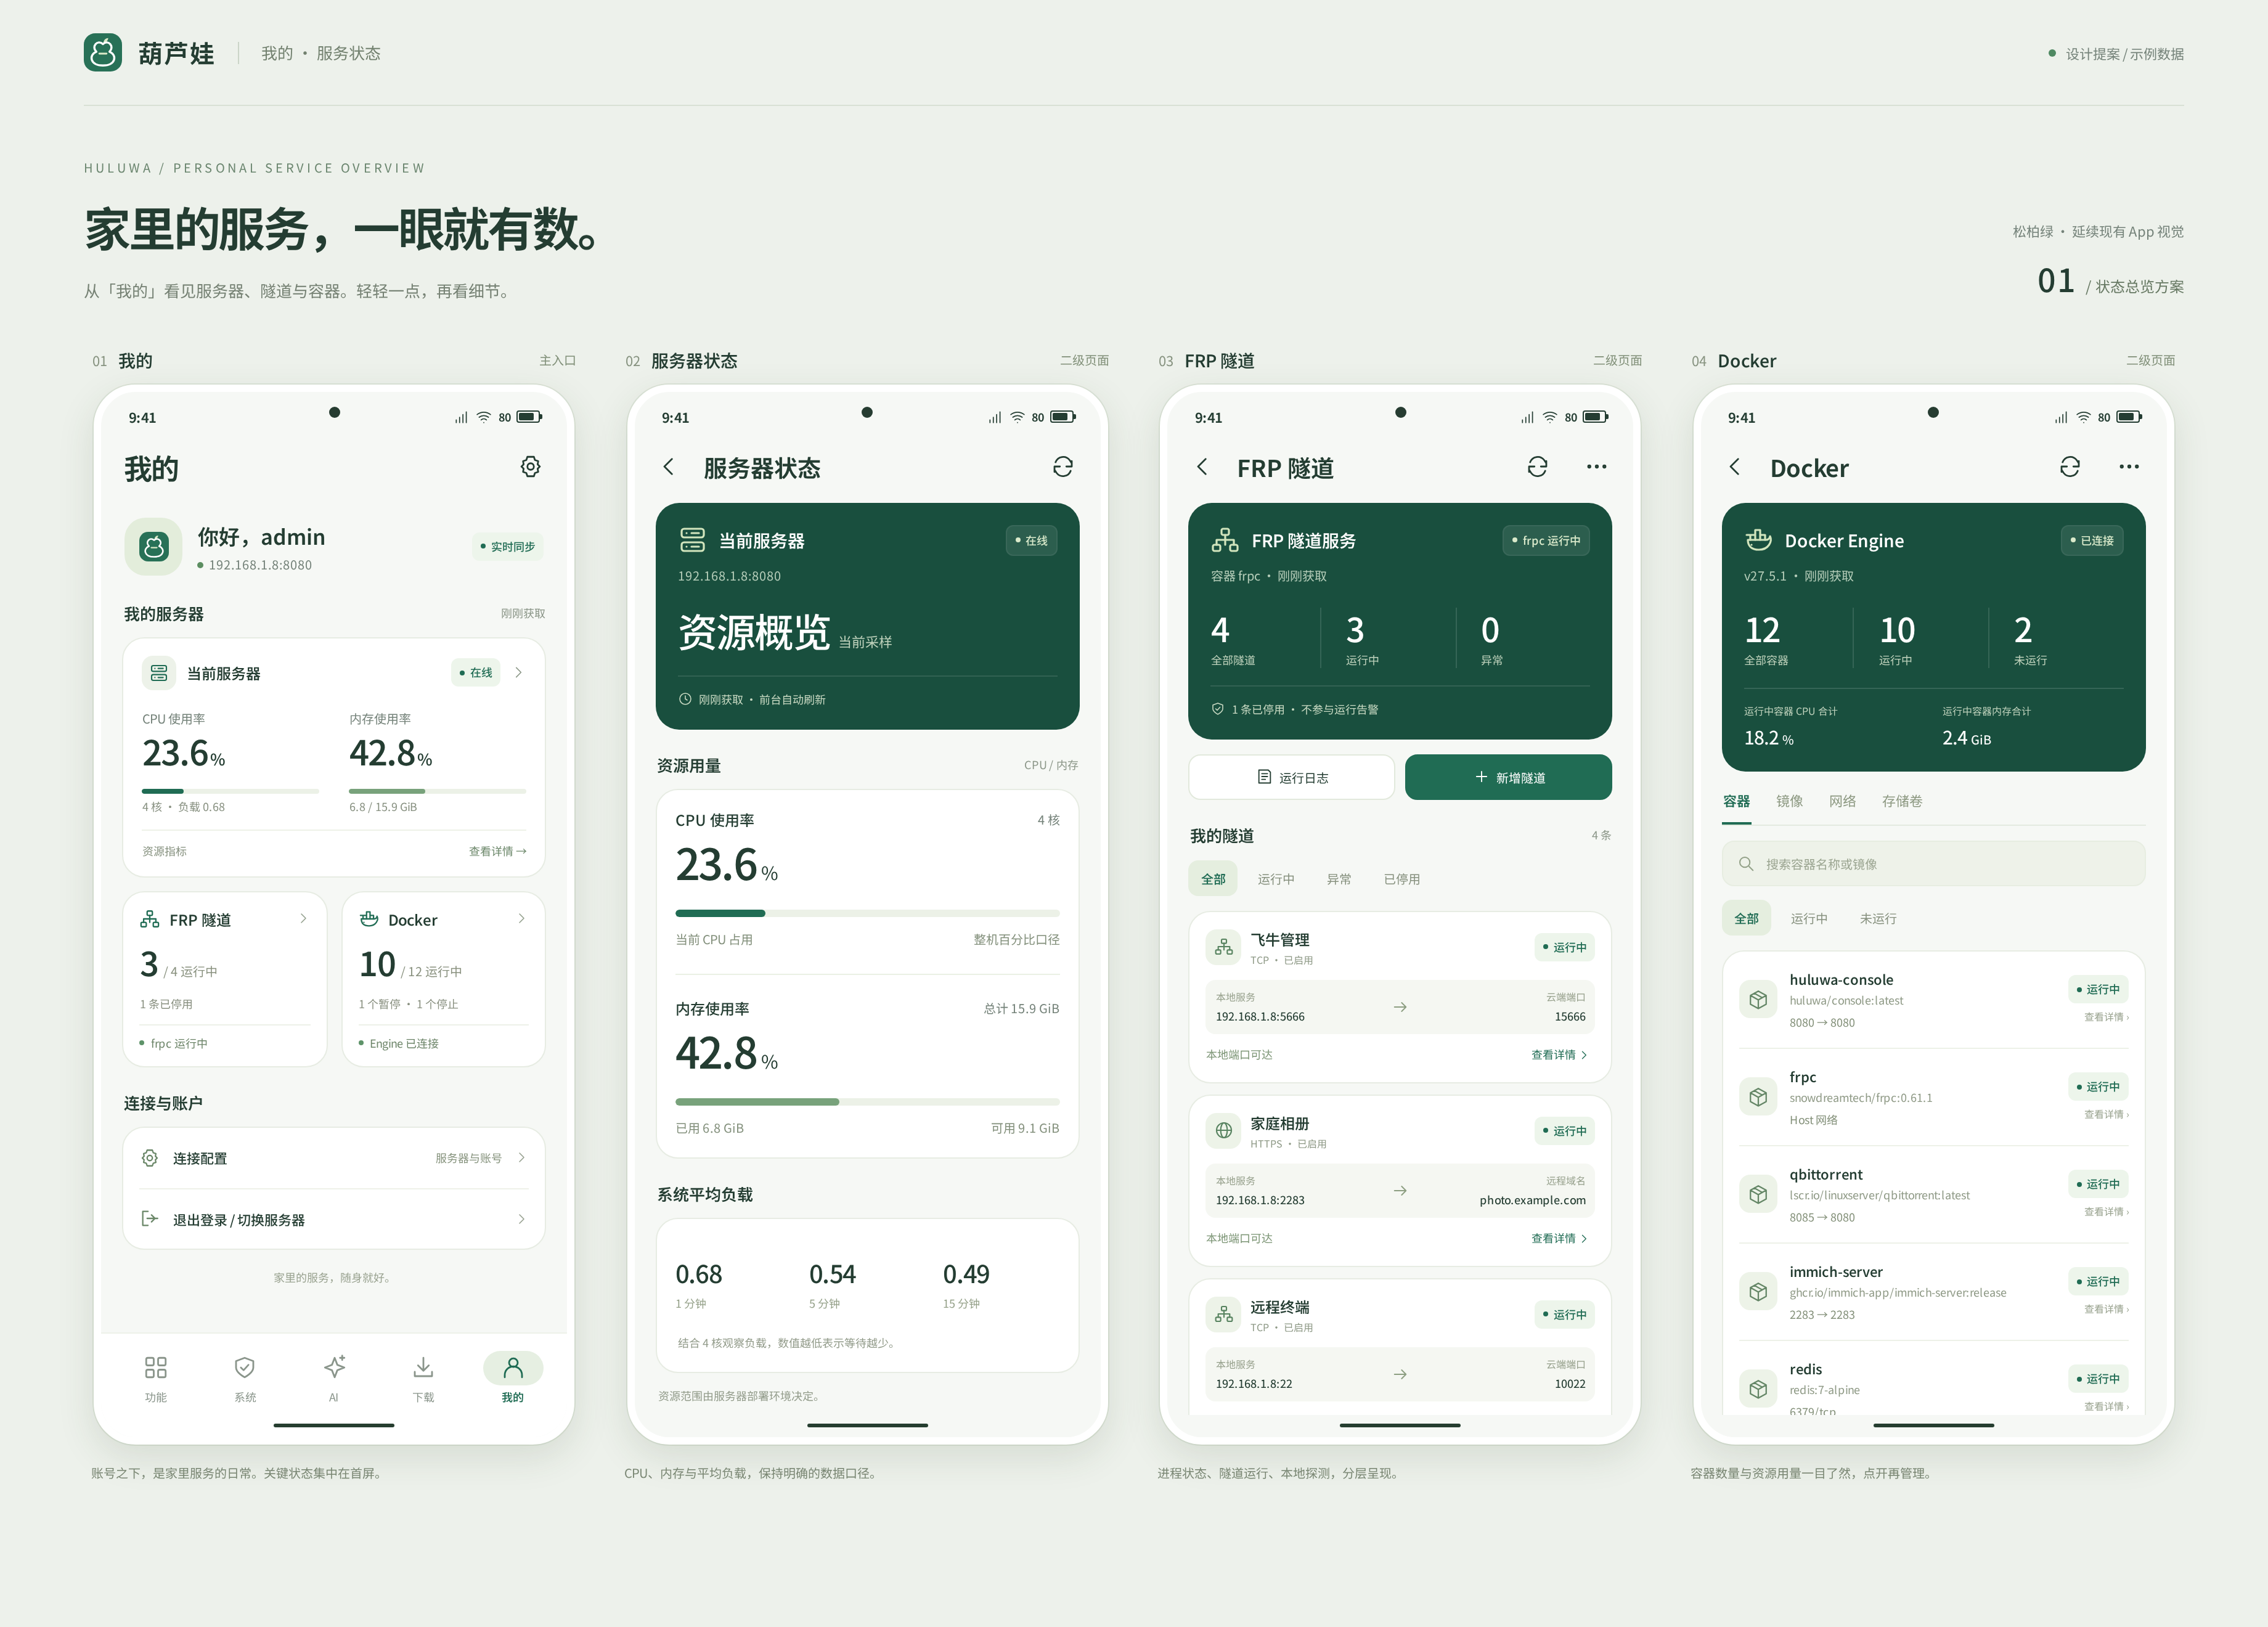 葫芦娃
我的 · 服务状态
设计提案 / 示例数据
HULUWA / PERSONAL SERVICE OVERVIEW
家里的服务，一眼就有数。
从「我的」看见服务器、隧道与容器。轻轻一点，再看细节。
松柏绿 · 延续现有 App 视觉
01 / 状态总览方案
01 我的 主入口
9:41 80
我的
你好，admin
192.168.1.8:8080
实时同步
我的服务器 刚刚获取
当前服务器 在线
CPU 使用率 内存使用率
23.6% 42.8%
4 核 · 负载 0.68 6.8 / 15.9 GiB
资源指标 查看详情 →
FRP 隧道
3 / 4 运行中
1 条已停用
frpc 运行中
Docker
10 / 12 运行中
1 个暂停 · 1 个停止
Engine 已连接
连接与账户
连接配置 服务器与账号
退出登录 / 切换服务器
家里的服务，随身就好。
功能 系统 AI 下载 我的
账号之下，是家里服务的日常。关键状态集中在首屏。
02 服务器状态 二级页面
9:41 80
服务器状态
当前服务器 在线
192.168.1.8:8080
资源概览 当前采样
刚刚获取 · 前台自动刷新
资源用量 CPU / 内存
CPU 使用率 4 核
23.6 %
当前 CPU 占用 整机百分比口径
内存使用率 总计 15.9 GiB
42.8 %
已用 6.8 GiB 可用 9.1 GiB
系统平均负载
0.68 0.54 0.49
1 分钟 5 分钟 15 分钟
结合 4 核观察负载，数值越低表示等待越少。
资源范围由服务器部署环境决定。
CPU、内存与平均负载，保持明确的数据口径。
03 FRP 隧道 二级页面
9:41 80
FRP 隧道
FRP 隧道服务 frpc 运行中
容器 frpc · 刚刚获取
4 3 0
全部隧道 运行中 异常
1 条已停用 · 不参与运行告警
运行日志 + 新增隧道
我的隧道 4 条
全部 运行中 异常 已停用
飞牛管理 运行中
TCP · 已启用
本地服务 云端端口
192.168.1.8:5666 → 15666
本地端口可达 查看详情 >
家庭相册 运行中
HTTPS · 已启用
本地服务 远程域名
192.168.1.8:2283 → photo.example.com
本地端口可达 查看详情 >
远程终端 运行中
TCP · 已启用
本地服务 云端端口
192.168.1.8:22 → 10022
进程状态、隧道运行、本地探测，分层呈现。
04 Docker 二级页面
9:41 80
Docker
Docker Engine 已连接
v27.5.1 · 刚刚获取
12 10 2
全部容器 运行中 未运行
运行中容器 CPU 合计 运行中容器内存合计
18.2 % 2.4 GiB
容器 镜像 网络 存储卷
搜索容器名称或镜像
全部 运行中 未运行
huluwa-console 运行中
huluwa/console:latest
8080 → 8080 查看详情 ›
frpc 运行中
snowdreamtech/frpc:0.61.1
Host 网络 查看详情 ›
qbittorrent 运行中
lscr.io/linuxserver/qbittorrent:latest
8085 → 8080 查看详情 ›
immich-server 运行中
ghcr.io/immich-app/immich-server:release
2283 → 2283 查看详情 ›
redis 运行中
redis:7-alpine
6379/tcp 查看详情 ›
容器数量与资源用量一目了然，点开再管理。